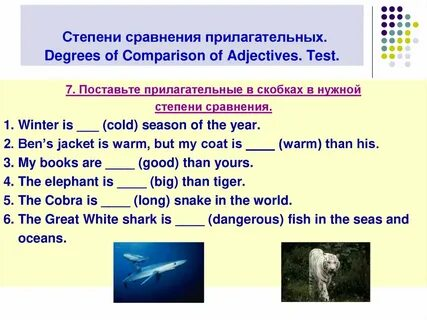 Степени сравнения прилагательных.
Degrees of Comparison of Adjectives. Test.
7. Поставьте прилагательные в скобках в нужной
степени сравнения.
1. Winter is ___ (cold) season of the year.
2. Ben’s jacket is warm, but my coat is ____ (warm) than his.
3. My books are ____ (good) than yours.
4. The elephant is ____ (big) than tiger.
5. The Cobra is ____ (long) snake in the world.
6. The Great White shark is ____ (dangerous) fish in the seas and
oceans.